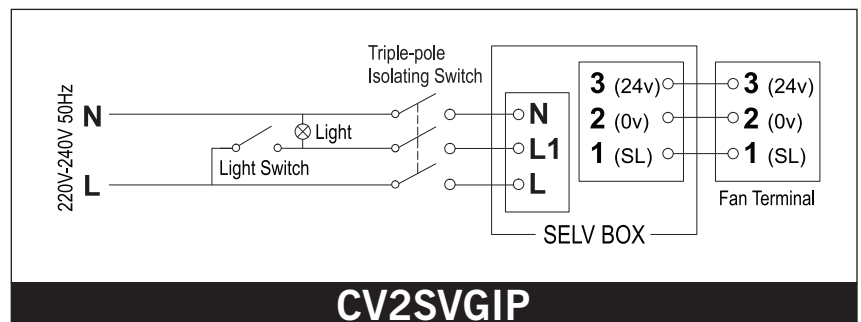 Triple-pole
Isolating Switch
220V-240V 50Hz
N
Light
Light Switch
L
N
L1
L
3 (24v)
2 (0v)
1 (SL)
3 (24v)
2 (0v)
1 (SL)
Fan Terminal
SELV BOX
CV2SVGIP